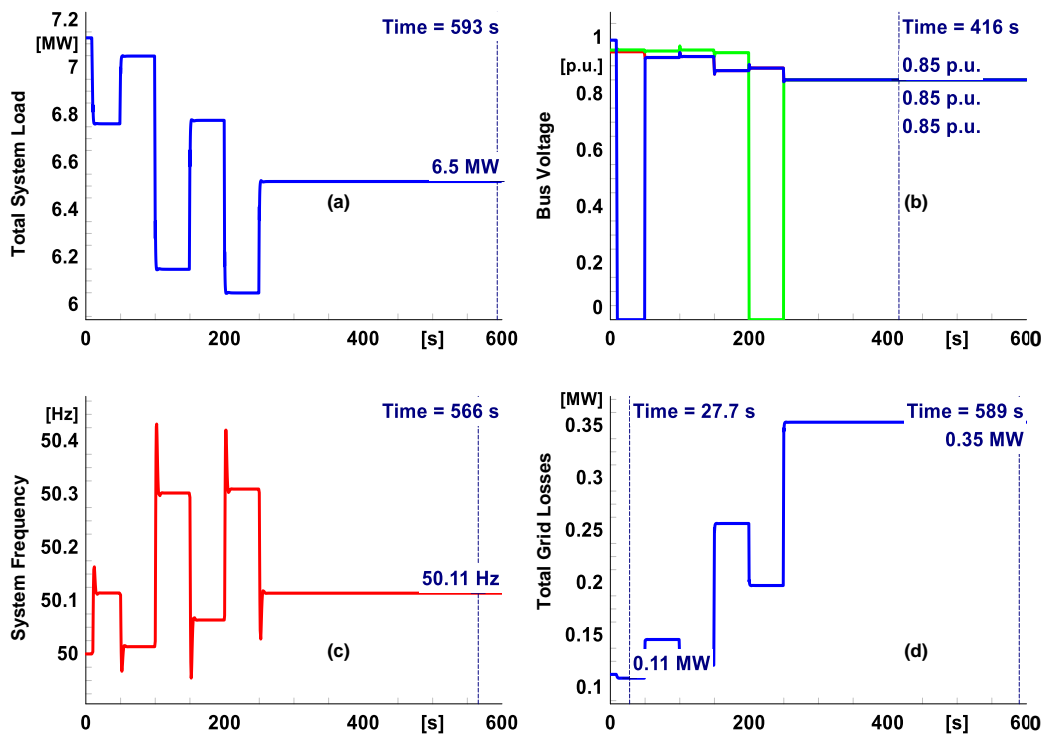 7.2
[MW]
7
6.8
6.6
6.4
6.2
6
Total System Load
Time = 593 s
6.5 MW
(a)
0
200
400
[s]
600
1
[p.u.]
0.8
0.8
0.6
0.4
0.2
0
Bus Voltage
Time = 416 s
0.85 p.u.
0.85 p.u.
0.85 p.u.
(b)
0
200
400
[s]
600
[Hz]
50.4
50.3
50.2
50.1
50
System Frequency
Time = 566 s
50.11 Hz
(c)
0
200
400
[s]
600
[MW]
0.35
0.3
0.25
0.2
0.15
0.1
Total Grid Losses
Time = 27.7 s
Time = 589 s
0.35 MW
0.11 MW
(d)
0
200
400
[s]
600